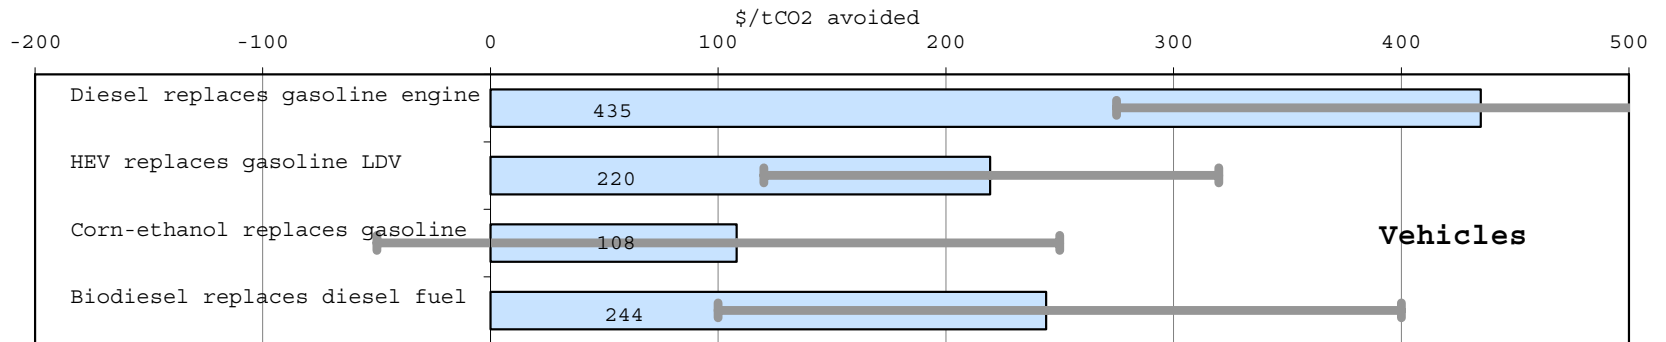 $/tCO2 avoided
-200 -100 0 100 200 300 400 500
Diesel replaces gasoline engine
435
HEV replaces gasoline LDV
220
Corn-ethanol replaces gasoline
108
Vehicles
Biodiesel replaces diesel fuel
244